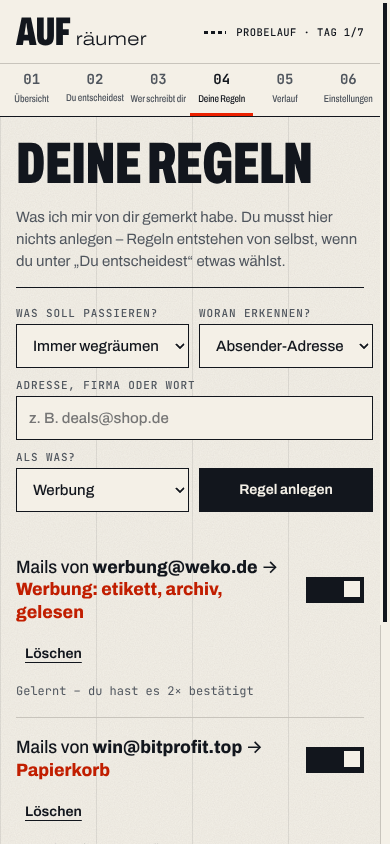 AUF räumer
PROBELAUF · TAG 1/7
01 02 03 04 05 06
Übersicht Du entscheidest Wer schreibt dir Deine Regeln Verlauf Einstellungen
DEINE REGELN
Was ich mir von dir gemerkt habe. Du musst hier
nichts anlegen – Regeln entstehen von selbst, wenn
du unter „Du entscheidest“ etwas wählst.
WAS SOLL PASSIEREN? WORAN ERKENNEN?
Immer wegräumen Absender-Adresse
ADRESSE, FIRMA ODER WORT
z. B. deals@shop.de
ALS WAS?
Werbung Regel anlegen
Mails von werbung@weko.de →
Werbung: etikett, archiv,
gelesen
Löschen
Gelernt – du hast es 2× bestätigt
Mails von win@bitprofit.top →
Papierkorb
Löschen